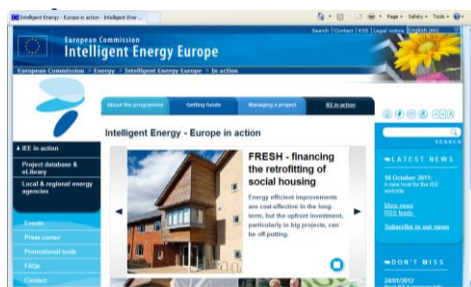 Intelligent Energy - Europe in action - Intelligent Ener...
Page
Safety
Tools
European Commission
Intelligent Energy Europe
Search | Contact | RSS | Legal notice | English (en)
European Commission > Energy > Intelligent Energy Europe > In action
About the programme
Getting funds
Managing a project
IEE in action
Intelligent Energy - Europe in action
IEE in action
Project database &
eLibrary
Local & regional energy
agencies
Events
Press corner
Promotional tools
FAQs
Contact
FRESH - financing
the retrofitting of
social housing
Energy efficient improvements
are cost effective in the long-
term, but the upfront investment,
particularly in big projects, can
be off putting.
SEARCH
LATEST NEWS
10 October 2011:
A new look for the IEE
website
More news
RSS feeds
Subscribe to our news
DON'T MISS
24/01/2012